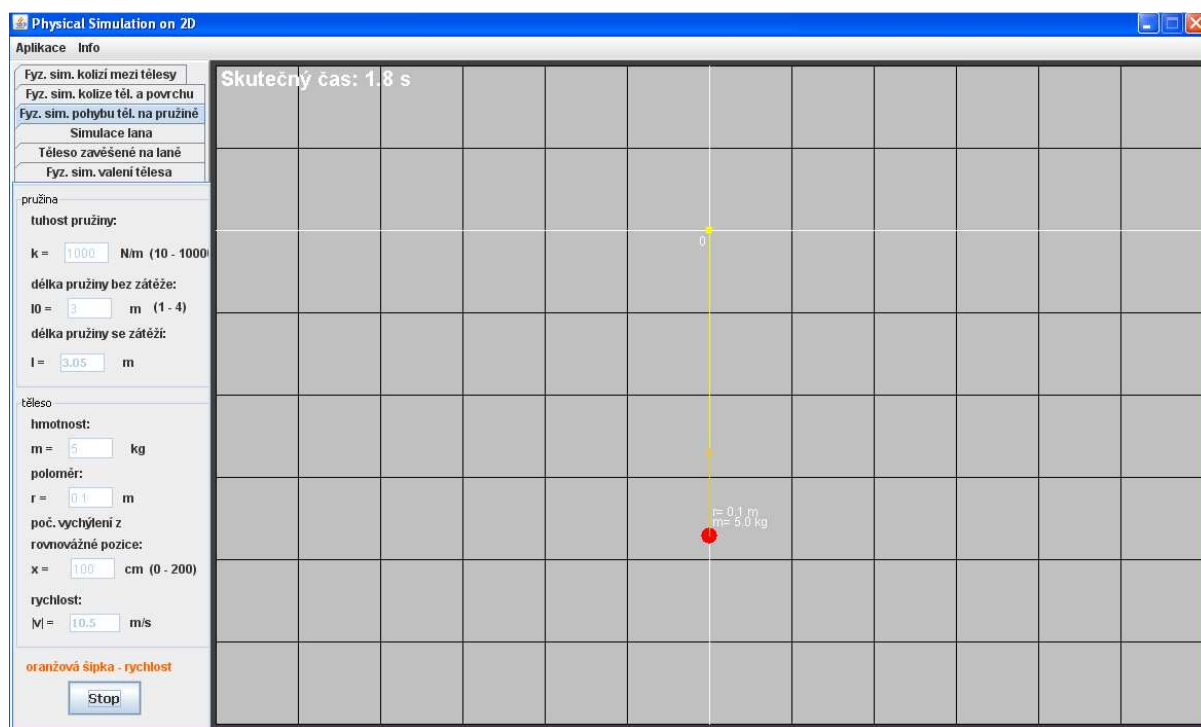 Physical Simulation on 2D
Aplikace Info
Fyz. sim. kolizí mezi tělesy
Fyz. sim. kolize těl. a povrchu
Fyz. sim. pohybu těl. na pružině
Simulace lana
Těleso zavěšené na laně
Fyz. sim. valení tělesa
pružina
tuhost pružiny:
k = 1000 N/m (10 - 1000
délka pružiny bez zátěže:
l0 = 3 m (1 - 4)
délka pružiny se zátěží:
l = 3.05 m
těleso
hmotnost:
m = 5 kg
poloměr:
r = 0.1 m
poč. vychýlení z
rovnovážné pozice:
x = 100 cm (0 - 200)
rychlost:
|v| = 10.5 m/s
oranžová šipka - rychlost
Stop
Skutečný čas: 1.8 s
0
r= 0.1 m
m= 5.0 kg